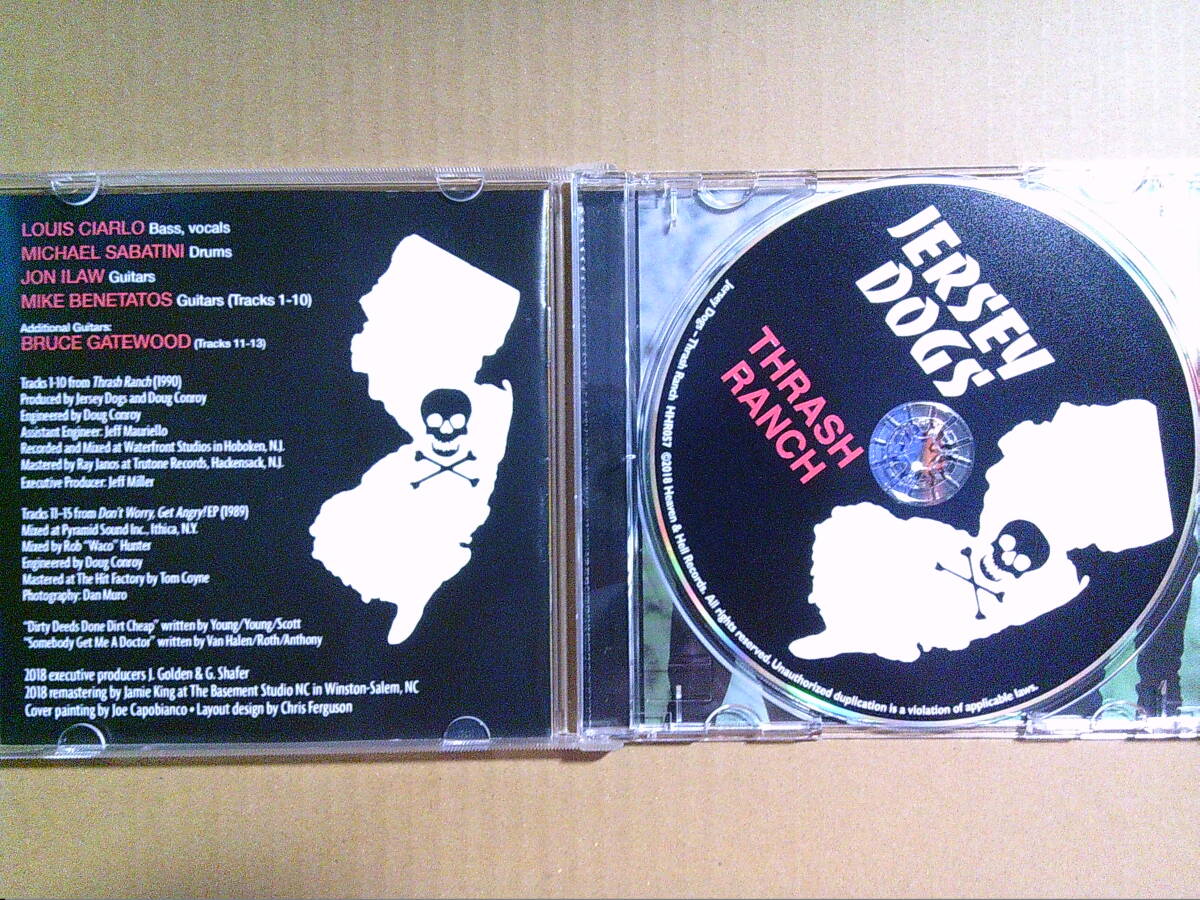 LOUIS CIARLO Bass, vocals
MICHAEL SABATINI Drums
JON ILAW Guitars
MIKE BENETATOS Guitars (Tracks 1-10)
Additional Guitars:
BRUCE GATEWOOD (Tracks 11-13)
Tracks 1-10 from Thrash Ranch (1990)
Produced by Jersey Dogs and Doug Conroy
Engineered by Doug Conroy
Assistant Engineer: Jeff Mauriello
Recorded and Mixed at Waterfront Studios in Hoboken, N.J.
Mastered by Ray Janos at Trutone Records, Hackensack, N.J.
Executive Producer: Jeff Miller
Tracks 11–15 from Don't Worry, Get Angry! EP (1989)
Mixed at Pyramid Sound Inc., Ithica, N.Y.
Mixed by Rob "Waco" Hunter
Engineered by Doug Conroy
Mastered at The Hit Factory by Tom Coyne
Photography: Dan Muro
"Dirty Deeds Done Dirt Cheap" written by Young/Young/Scott
"Somebody Get Me A Doctor" written by Van Halen/Roth/Anthony
2018 executive producers J. Golden & G. Shafer
2018 remastering by Jamie King at The Basement Studio NC in Winston-Salem, NC
Cover painting by Joe Capobianco • Layout design by Chris Ferguson
JERSEY
DOGS
THRASH
RANCH
Jersey Dogs – Thrash Ranch HHR057 ©2018 Heaven & Hell Records. All rights reserved. Unauthorized duplication is a violation of applicable laws.